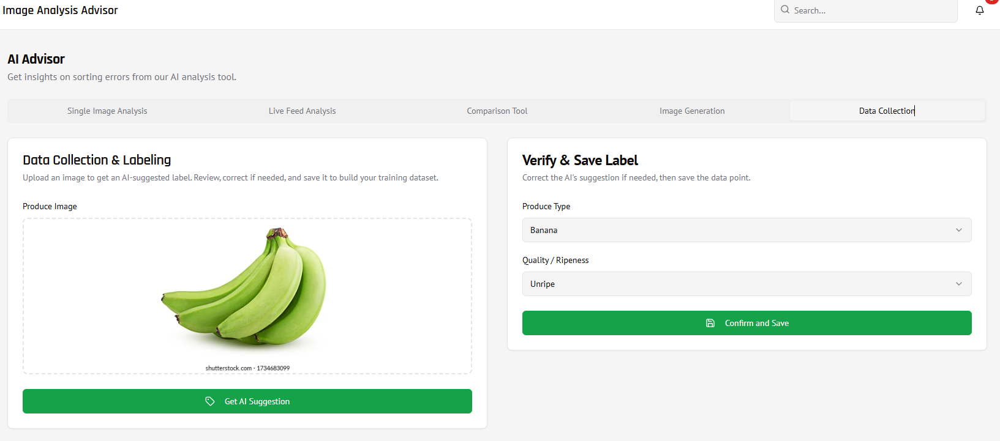 Image Analysis Advisor
Search...
AI Advisor
Get insights on sorting errors from our AI analysis tool.
Single Image Analysis
Live Feed Analysis
Comparison Tool
Image Generation
Data Collection
Data Collection & Labeling
Upload an image to get an AI-suggested label. Review, correct if needed, and save it to build your training dataset.
Produce Image
shutterstock.com · 1734683099
Get AI Suggestion
Verify & Save Label
Correct the AI's suggestion if needed, then save the data point.
Produce Type
Banana
Quality / Ripeness
Unripe
Confirm and Save